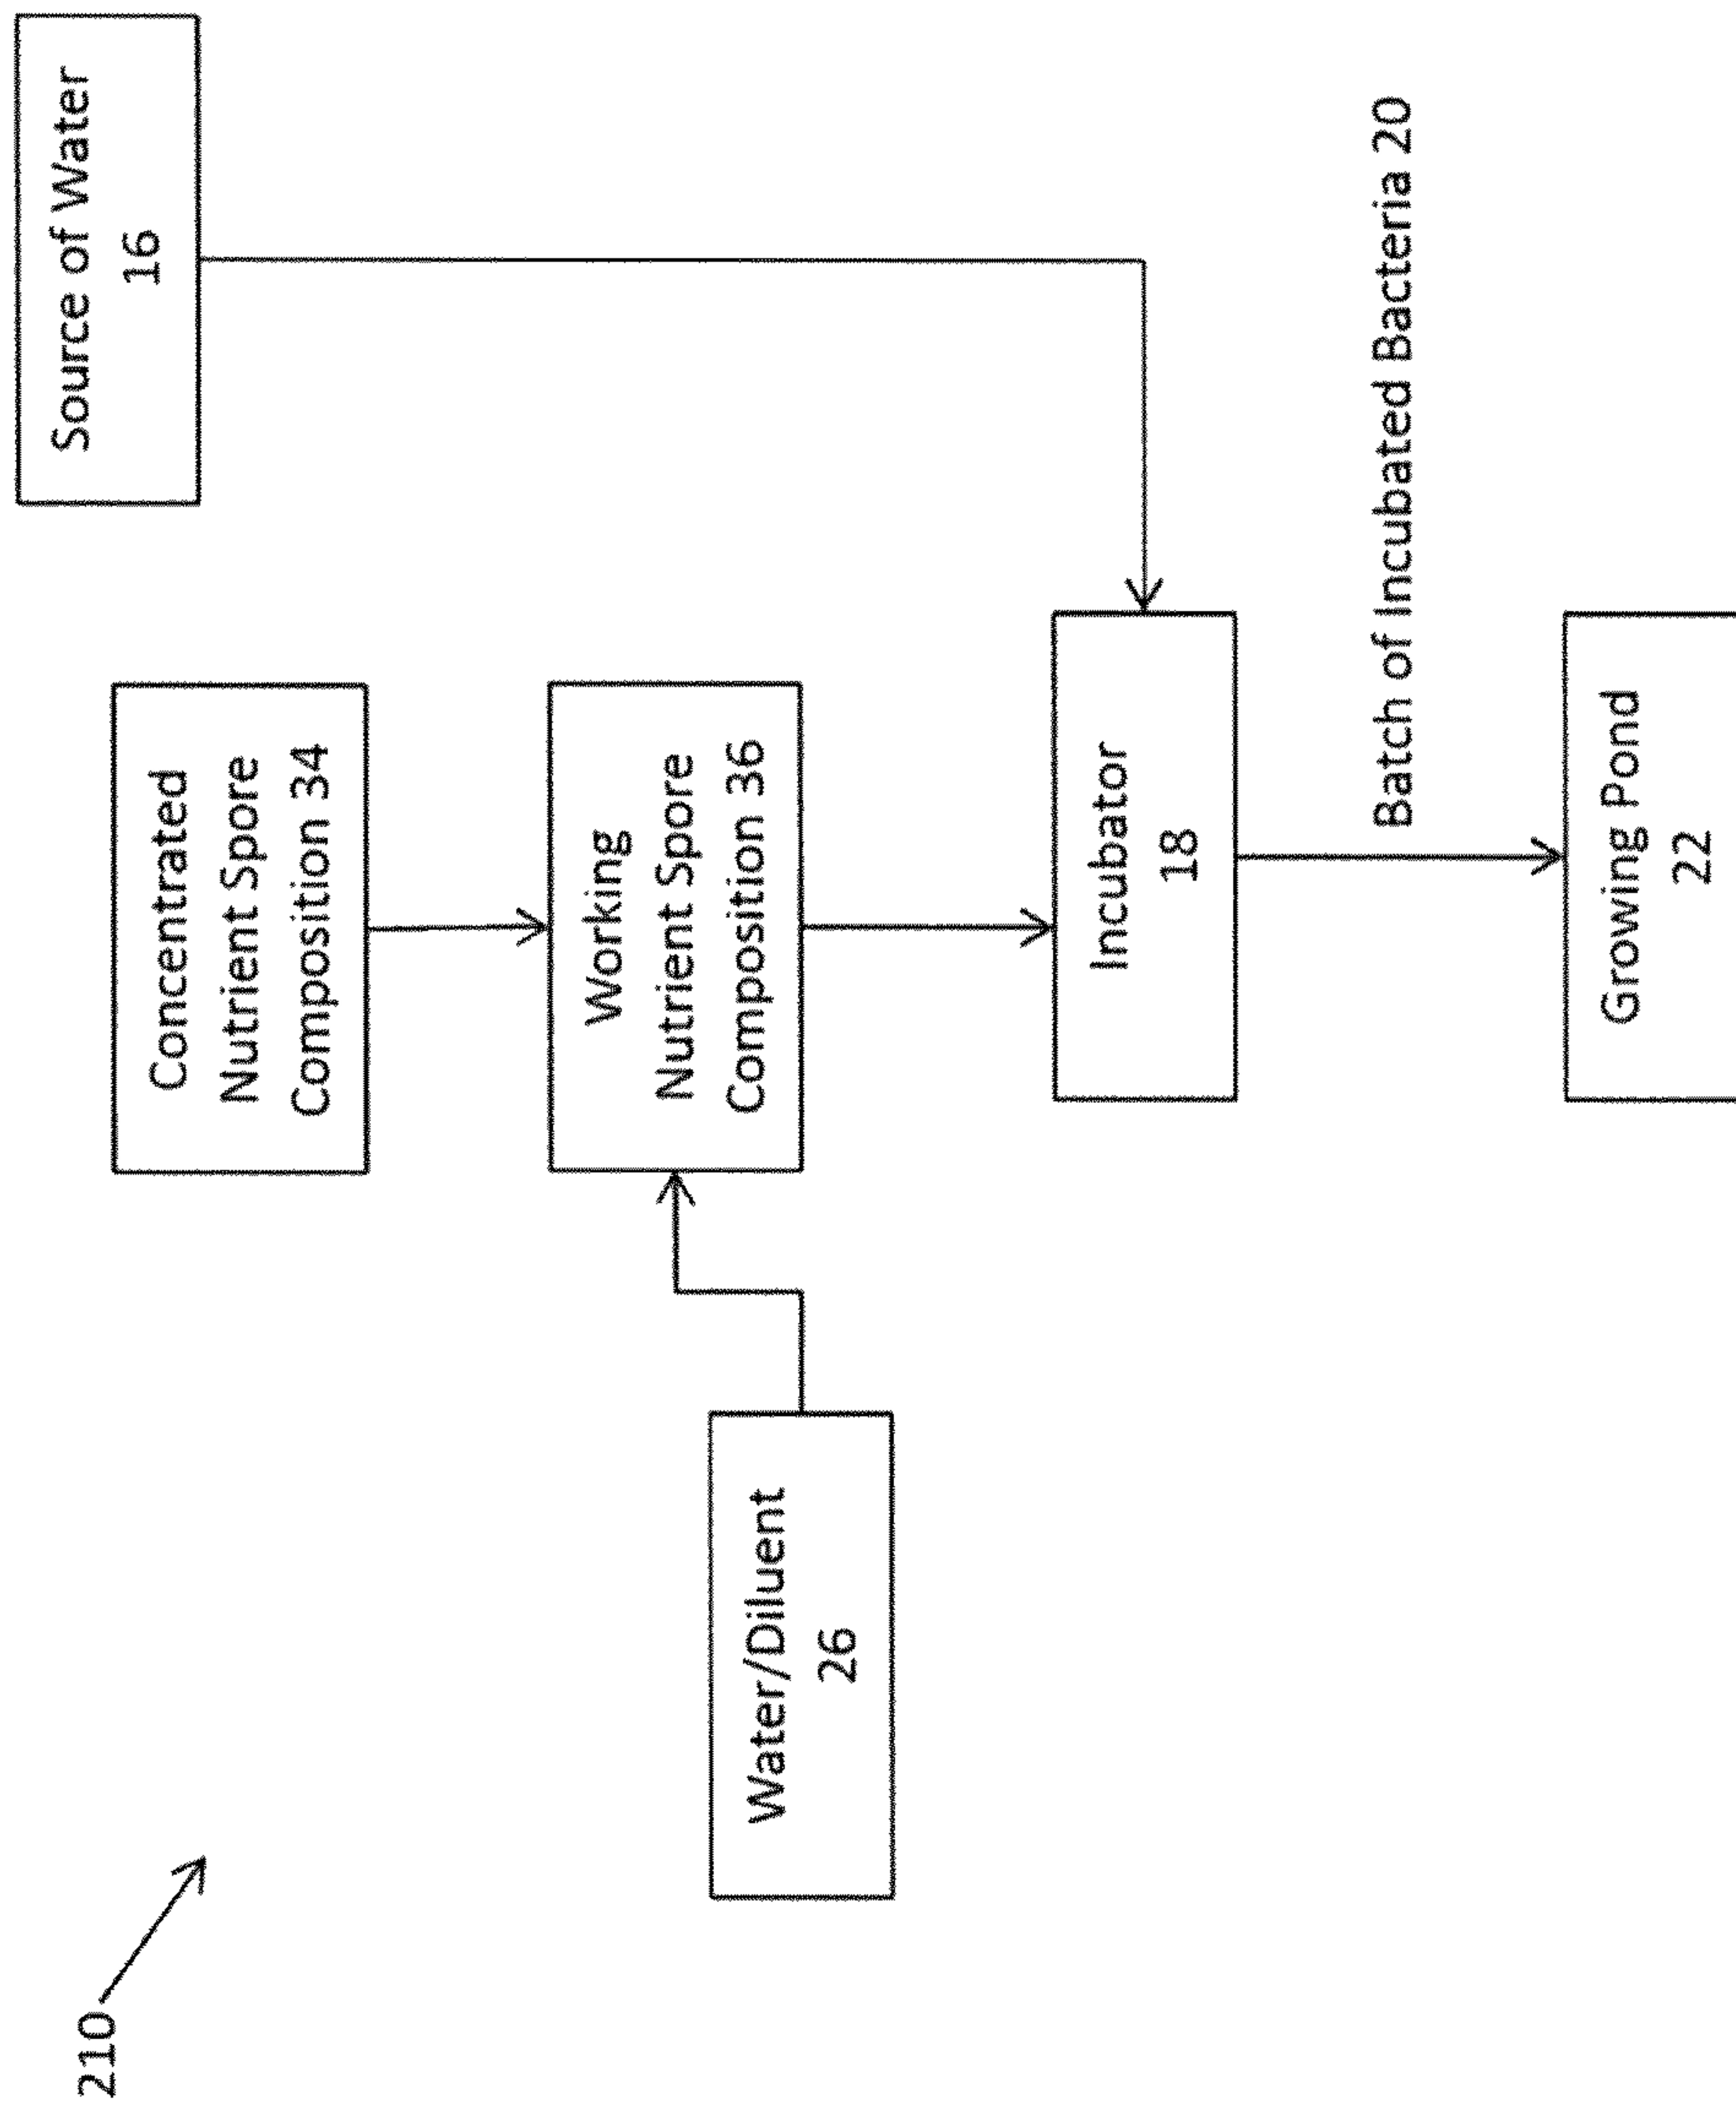 210
Source of Water
16
Concentrated
Nutrient Spore
Composition 34
Working
Nutrient Spore
Composition 36
Water/Diluent
26
Incubator
18
Batch of Incubated Bacteria 20
Growing Pond
22